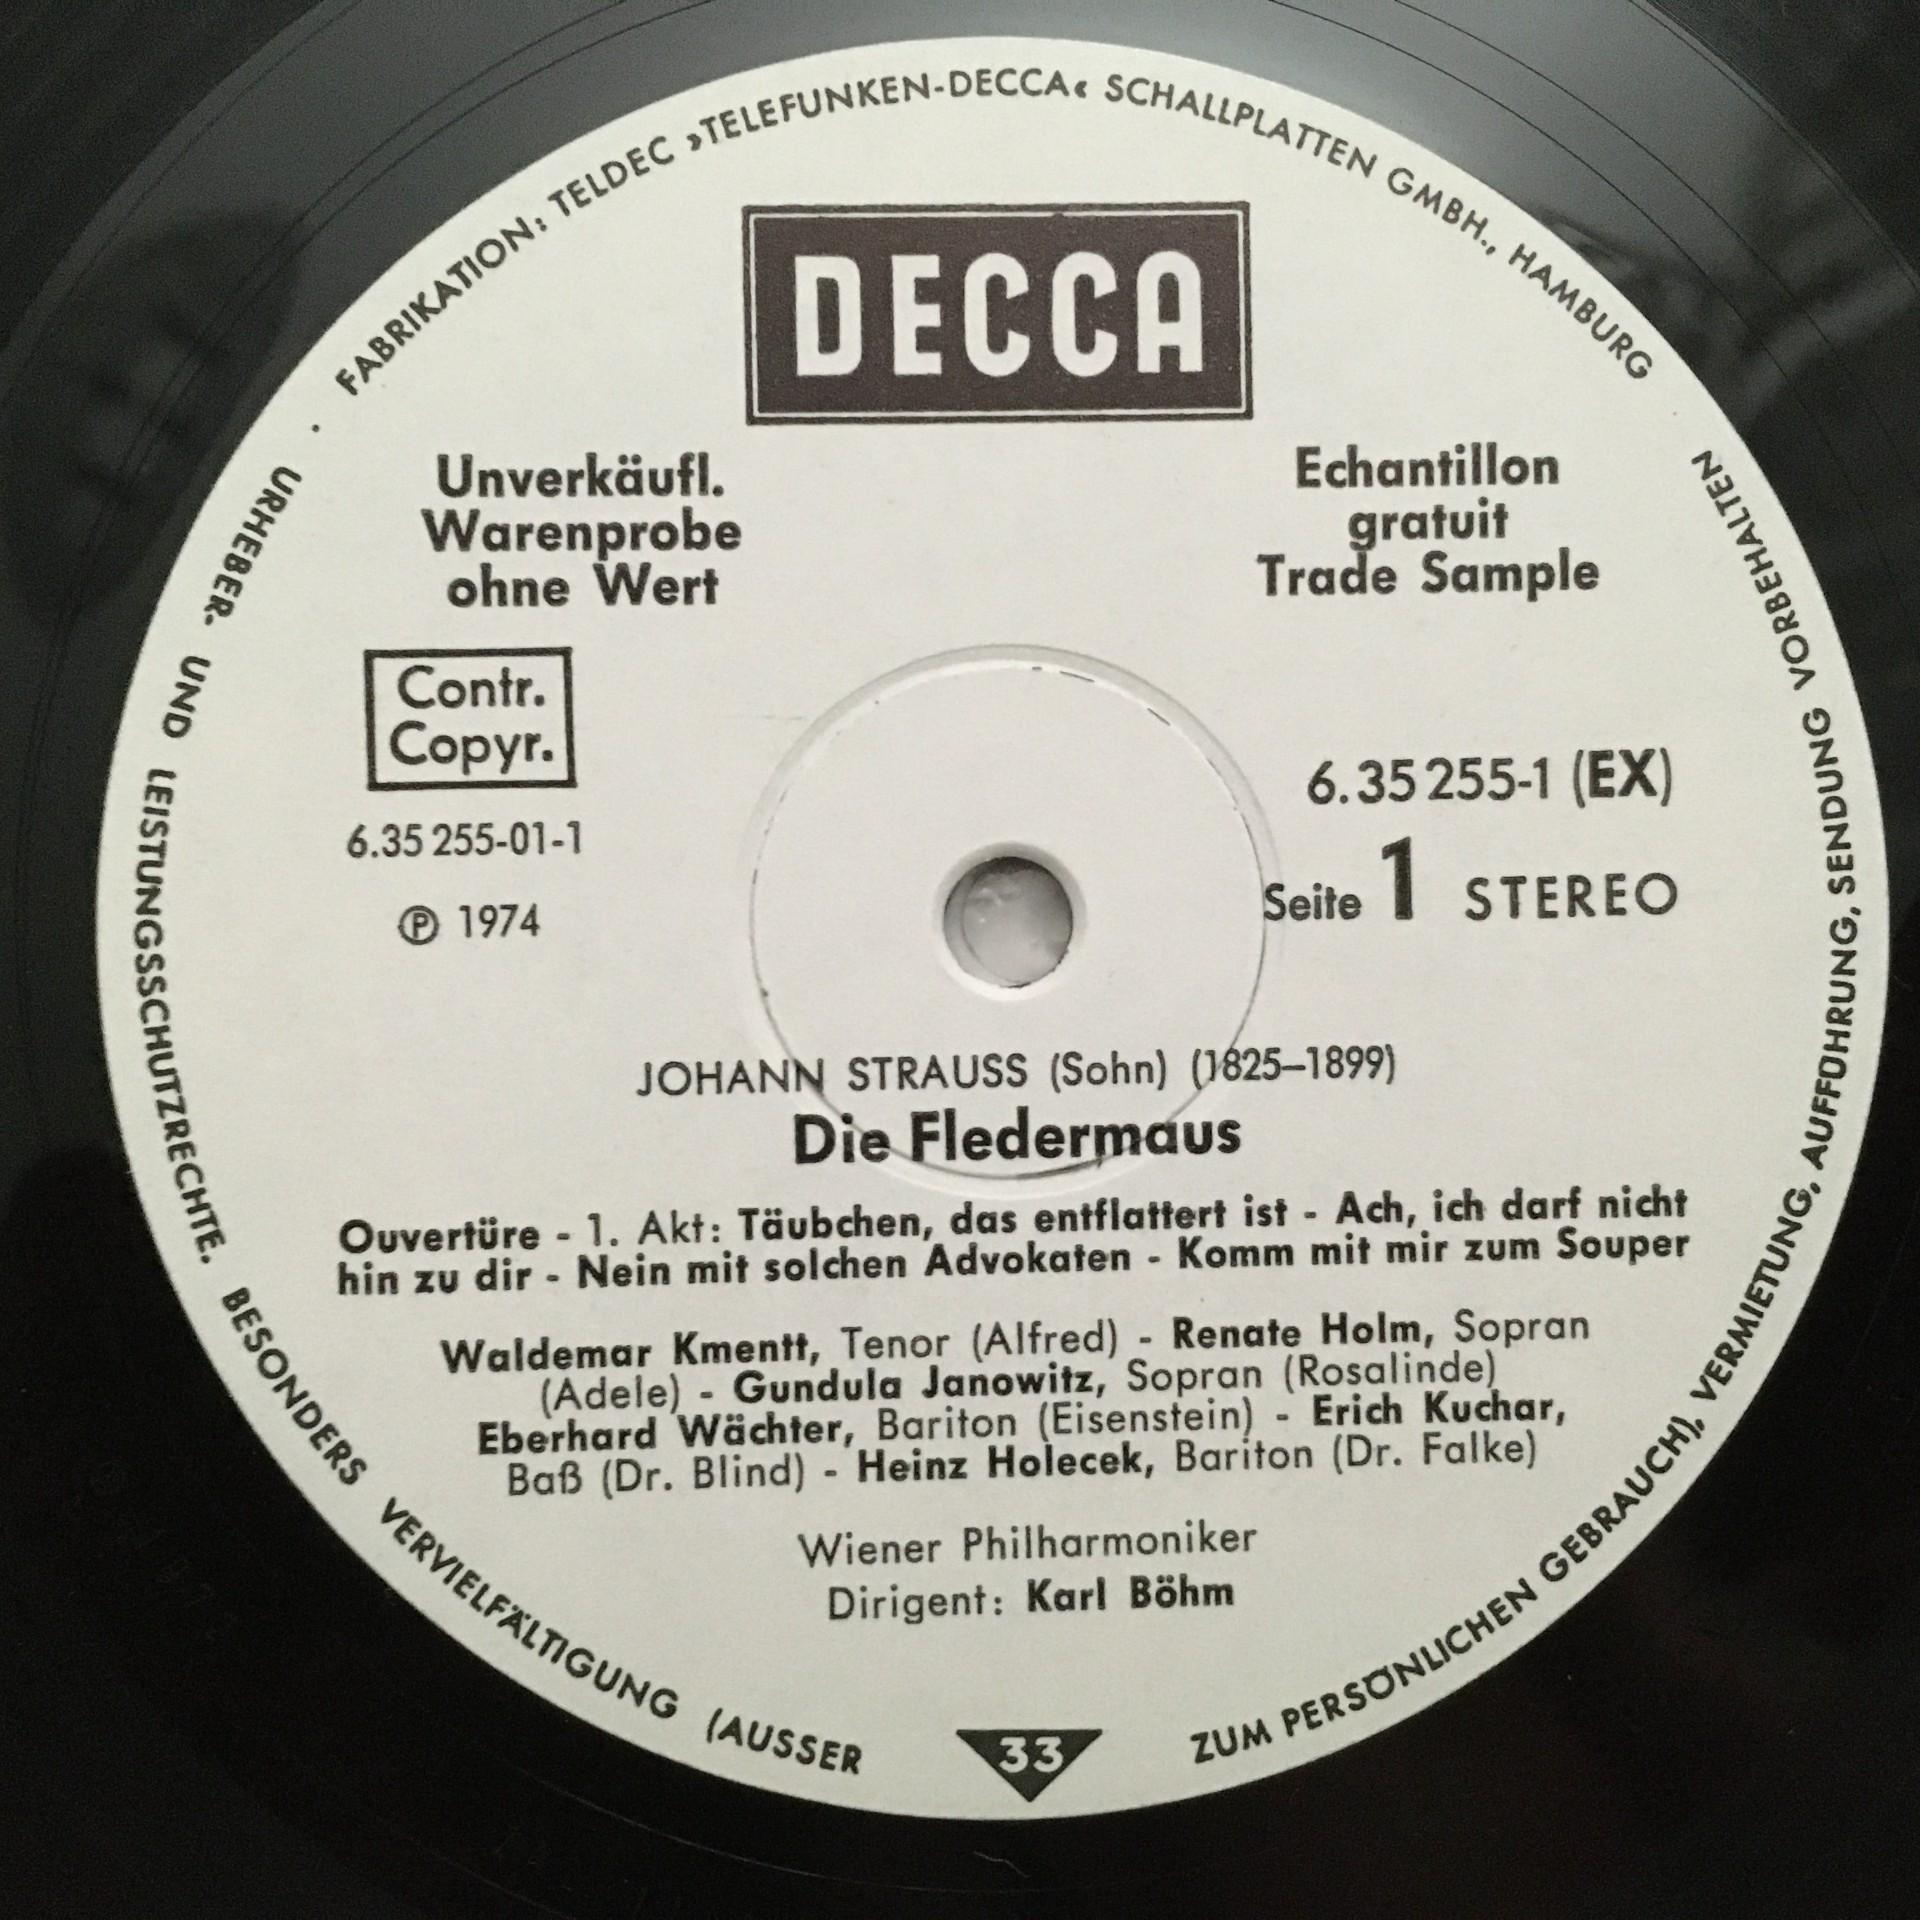 FABRIKATION: TELDEC »TELEFUNKEN-DECCA« SCHALLPLATTEN GMBH., HAMBURG
DECCA
Unverkäufl.
Warenprobe
ohne Wert
Echantillon
gratuit
Trade Sample
Contr.
Copyr.
6.35 255-01-1
℗ 1974
6.35 255-1 (EX)
Seite 1 STEREO
JOHANN STRAUSS (Sohn) (1825–1899)
Die Fledermaus
Ouvertüre - 1. Akt: Täubchen, das entflattert ist - Ach, ich darf nicht
hin zu dir - Nein mit solchen Advokaten - Komm mit mir zum Souper
Waldemar Kmentt, Tenor (Alfred) - Renate Holm, Sopran
(Adele) - Gundula Janowitz, Sopran (Rosalinde)
Eberhard Wächter, Bariton (Eisenstein) - Erich Kuchar,
Baß (Dr. Blind) - Heinz Holecek, Bariton (Dr. Falke)
Wiener Philharmoniker
Dirigent: Karl Böhm
33
URHEBER- UND LEISTUNGSSCHUTZRECHTE. BESONDERS VERVIELFÄLTIGUNG (AUSSER ZUM PERSÖNLICHEN GEBRAUCH), VERMIETUNG, AUFFÜHRUNG, SENDUNG VORBEHALTEN